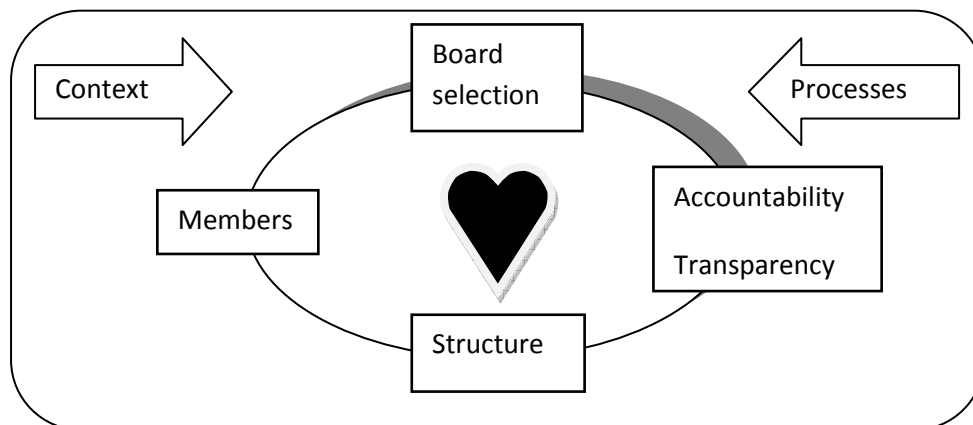 Board
selection
Context
Processes
Members
Accountability
Transparency
Structure